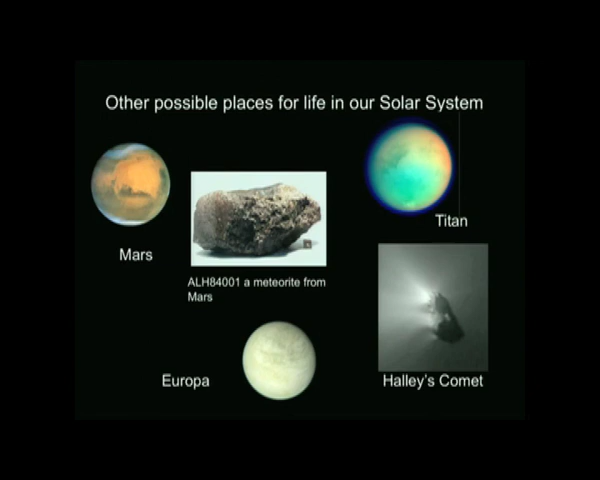 Other possible places for life in our Solar System
Titan
Mars
ALH84001 a meteorite from
Mars
Europa
Halley's Comet